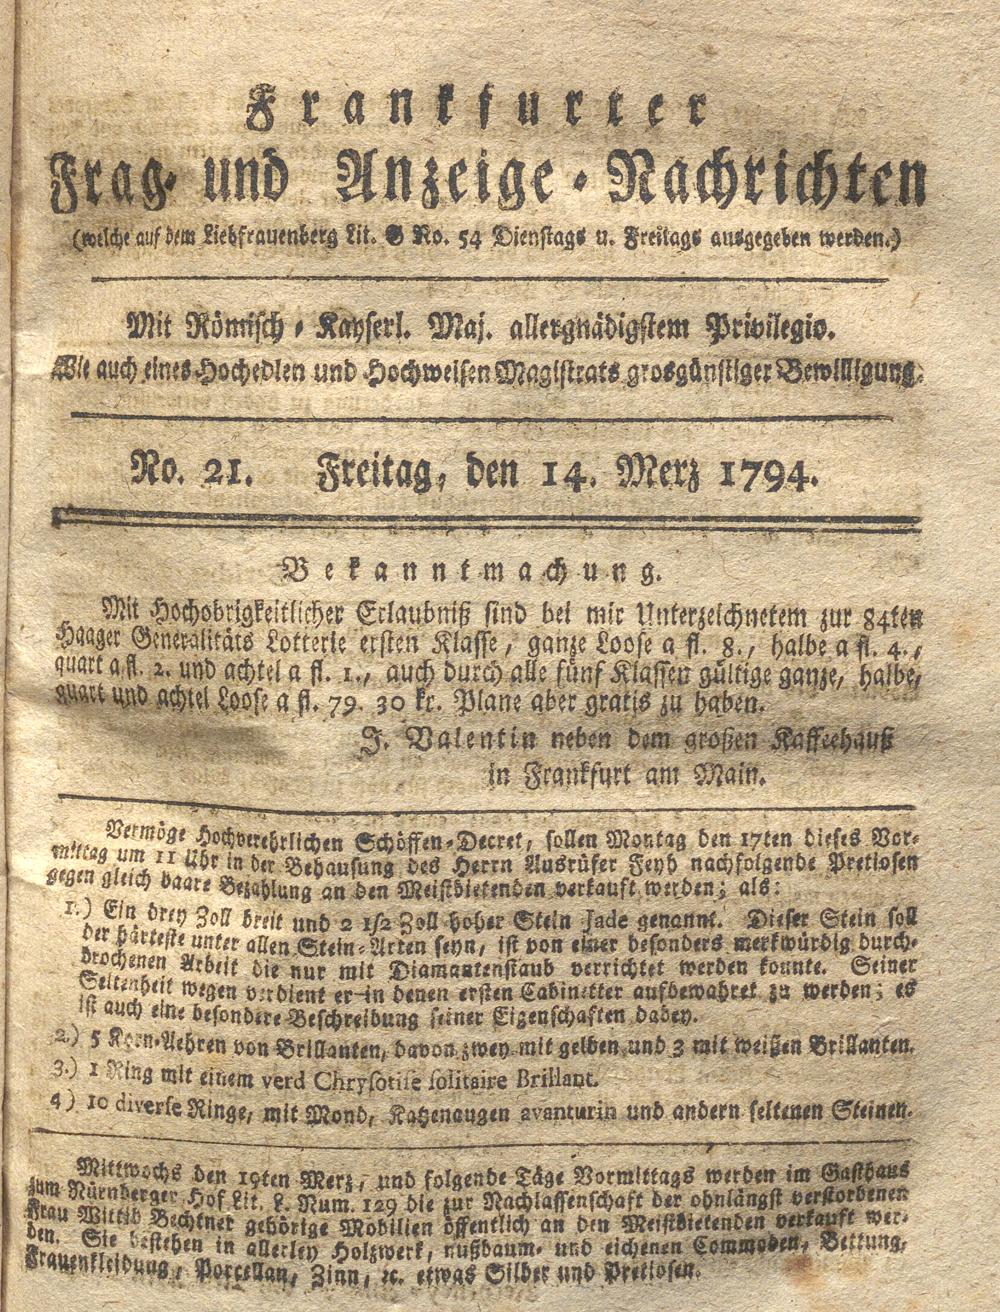 Frankfurter
Frag- und Anzeige-Nachrichten
(welche auf dem Liebfrauenberg Lit. G No. 54 Dienstags u. Freitags ausgegeben werden.)
Mit Römisch-Kayserl. Maj. allergnädigstem Privilegio.
Wie auch eines Hochedlen und Hochweisen Magistrats grosgünstiger Bewilligung.
No. 21. Freitag, den 14. Merz 1794.
Bekanntmachung.
Mit Hochobrigkeitlicher Erlaubniß sind bei mir Unterzeichnetem zur 84ten
Haager Generalitäts Lotterie ersten Klasse, ganze Loose a fl. 8., halbe a fl. 4.,
quart a fl. 2. und achtel a fl. 1., auch durch alle fünf Klassen gültige ganze, halbe,
quart und achtel Loose a fl. 79. 30 kr. Plane aber gratis zu haben.
J. Valentin neben dem großen Kaffeehauß
in Frankfurt am Main.
Vermöge Hochverehrlichen Schöffen-Decret, sollen Montag den 17ten dieses Vor-
mittag um 11 Uhr in der Behausung des Herrn Ausrüfer Feyh nachfolgende Pretiosen
gegen gleich baare Bezahlung an den Meistbietenden verkauft werden; als:
1.) Ein drey Zoll breit und 2 1/2 Zoll hoher Stein Jade genannt. Dieser Stein soll
der härteste unter allen Stein-Arten seyn, ist von einer besonders merkwürdig durch-
brochenen Arbeit die nur mit Diamantenstaub verrichtet werden konnte. Seiner
Seltenheit wegen verdient er in denen ersten Cabinetter aufbewahret zu werden; es
ist auch eine besondere Beschreibung seiner Eigenschaften dabey.
2.) 5 Korn-Aehren von Brillanten, davon zwey mit gelben und 3 mit weißen Brillanten.
3.) 1 Ring mit einem verd Chrysotise solitaire Brillant.
4) 10 diverse Ringe, mit Mond, Katzenaugen avanturin und andern seltenen Steinen.
Mittwochs den 19ten Merz, und folgende Täge Vormittags werden im Gasthaus
zum Nürnberger Hof Lit. L. Num. 129 die zur Nachlassenschaft der ohnlängst verstorbenen
Frau Wittib Bechtner gehörige Mobilien öffentlich an den Meistbietenden verkauft wer-
den. Sie bestehen in allerley Holzwerk, nußbaum- und eichenen Commoden, Bettung,
Frauenkleidung, Porcellan, Zinn, ꝛc. etwas Silber und Pretiosen.